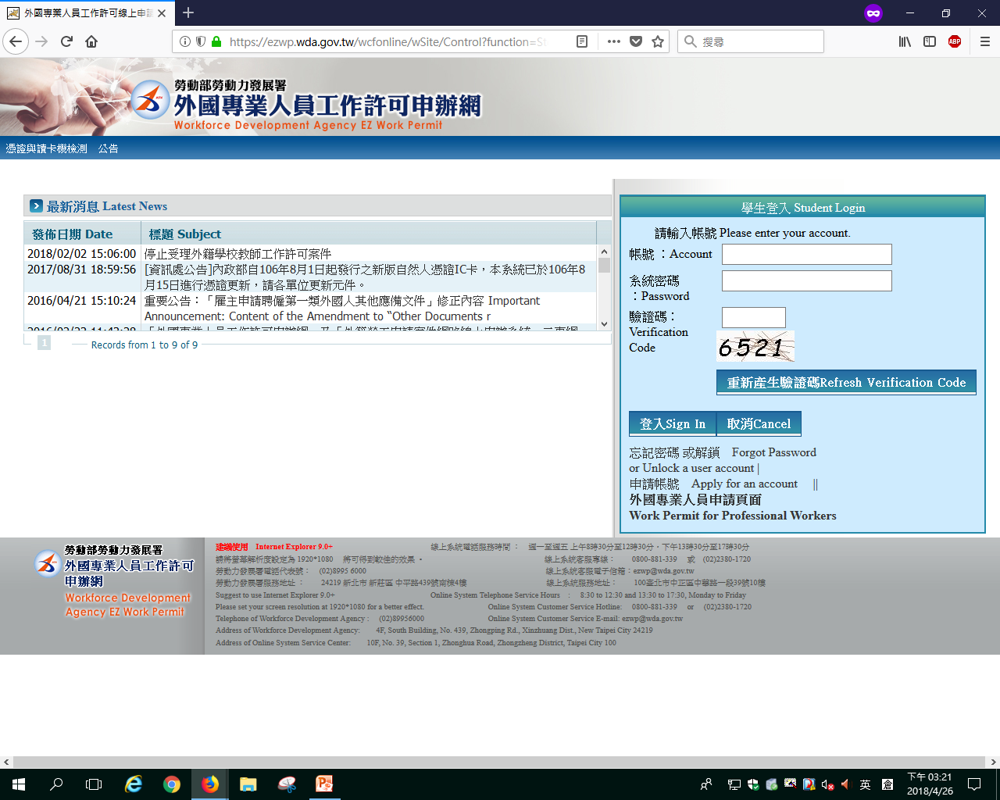 外國專業人員工作許可線上申請
https://ezwp.wda.gov.tw/wcfonline/wSite/Control?function=St
搜尋
ABP
勞動部勞動力發展署
外國專業人員工作許可申辦網
Workforce Development Agency EZ Work Permit
憑證與讀卡機檢測 公告
最新消息 Latest News
發佈日期 Date 標題 Subject
2018/02/02 15:06:00 停止受理外籍學校教師工作許可案件
2017/08/31 18:59:56 [資訊處公告]內政部自106年8月1日起發行之新版自然人憑證IC卡，本系統已於106年8
月15日進行憑證更新，請各單位更新元件。
2016/04/21 15:10:24 重要公告：「雇主申請聘僱第一類外國人其他應備文件」修正內容 Important
Announcement: Content of the Amendment to “Other Documents r
1 Records from 1 to 9 of 9
學生登入 Student Login
請輸入帳號 Please enter your account.
帳號 ：Account
系統密碼
：Password
驗證碼：
Verification
Code
6521
重新產生驗證碼Refresh Verification Code
登入Sign In 取消Cancel
忘記密碼 或解鎖 Forgot Password
or Unlock a user account |
申請帳號 Apply for an account ||
外國專業人員申請頁面
Work Permit for Professional Workers
勞動部勞動力發展署
外國專業人員工作許可
申辦網
Workforce Development
Agency EZ Work Permit
建議使用 Internet Explorer 9.0+ 線上系統電話服務時間 ： 週一至週五 上午8時30分至12時30分，下午13時30分至17時30分
請將螢幕解析度設定為 1920*1080 將可得到較佳的效果 。 線上系統客服專線： 0800-881-339 或 (02)2380-1720
勞動力發展署電話代表號： (02)8995 6000 線上系統客服電子信箱：ezwp@wda.gov.tw
勞動力發展署服務地址 ： 24219 新北市 新莊區 中平路439號南棟4樓 線上系統服務地址： 100臺北市中正區中華路一段39號10樓
Suggest to use Internet Explorer 9.0+ Online System Telephone Service Hours ： 8:30 to 12:30 and 13:30 to 17:30, Monday to Friday
Please set your screen resolution at 1920*1080 for a better effect. Online System Customer Service Hotline: 0800-881-339 or (02)2380-1720
Telephone of Workforce Development Agency : (02)89956000 Online System Customer Service E-mail: ezwp@wda.gov.tw
Address of Workforce Development Agency: 4F, South Building, No. 439, Zhongping Rd., Xinzhuang Dist., New Taipei City 24219
Address of Online System Service Center: 10F, No. 39, Section 1, Zhonghua Road, Zhongzheng District, Taipei City 100
英
倉
下午 03:21
2018/4/26